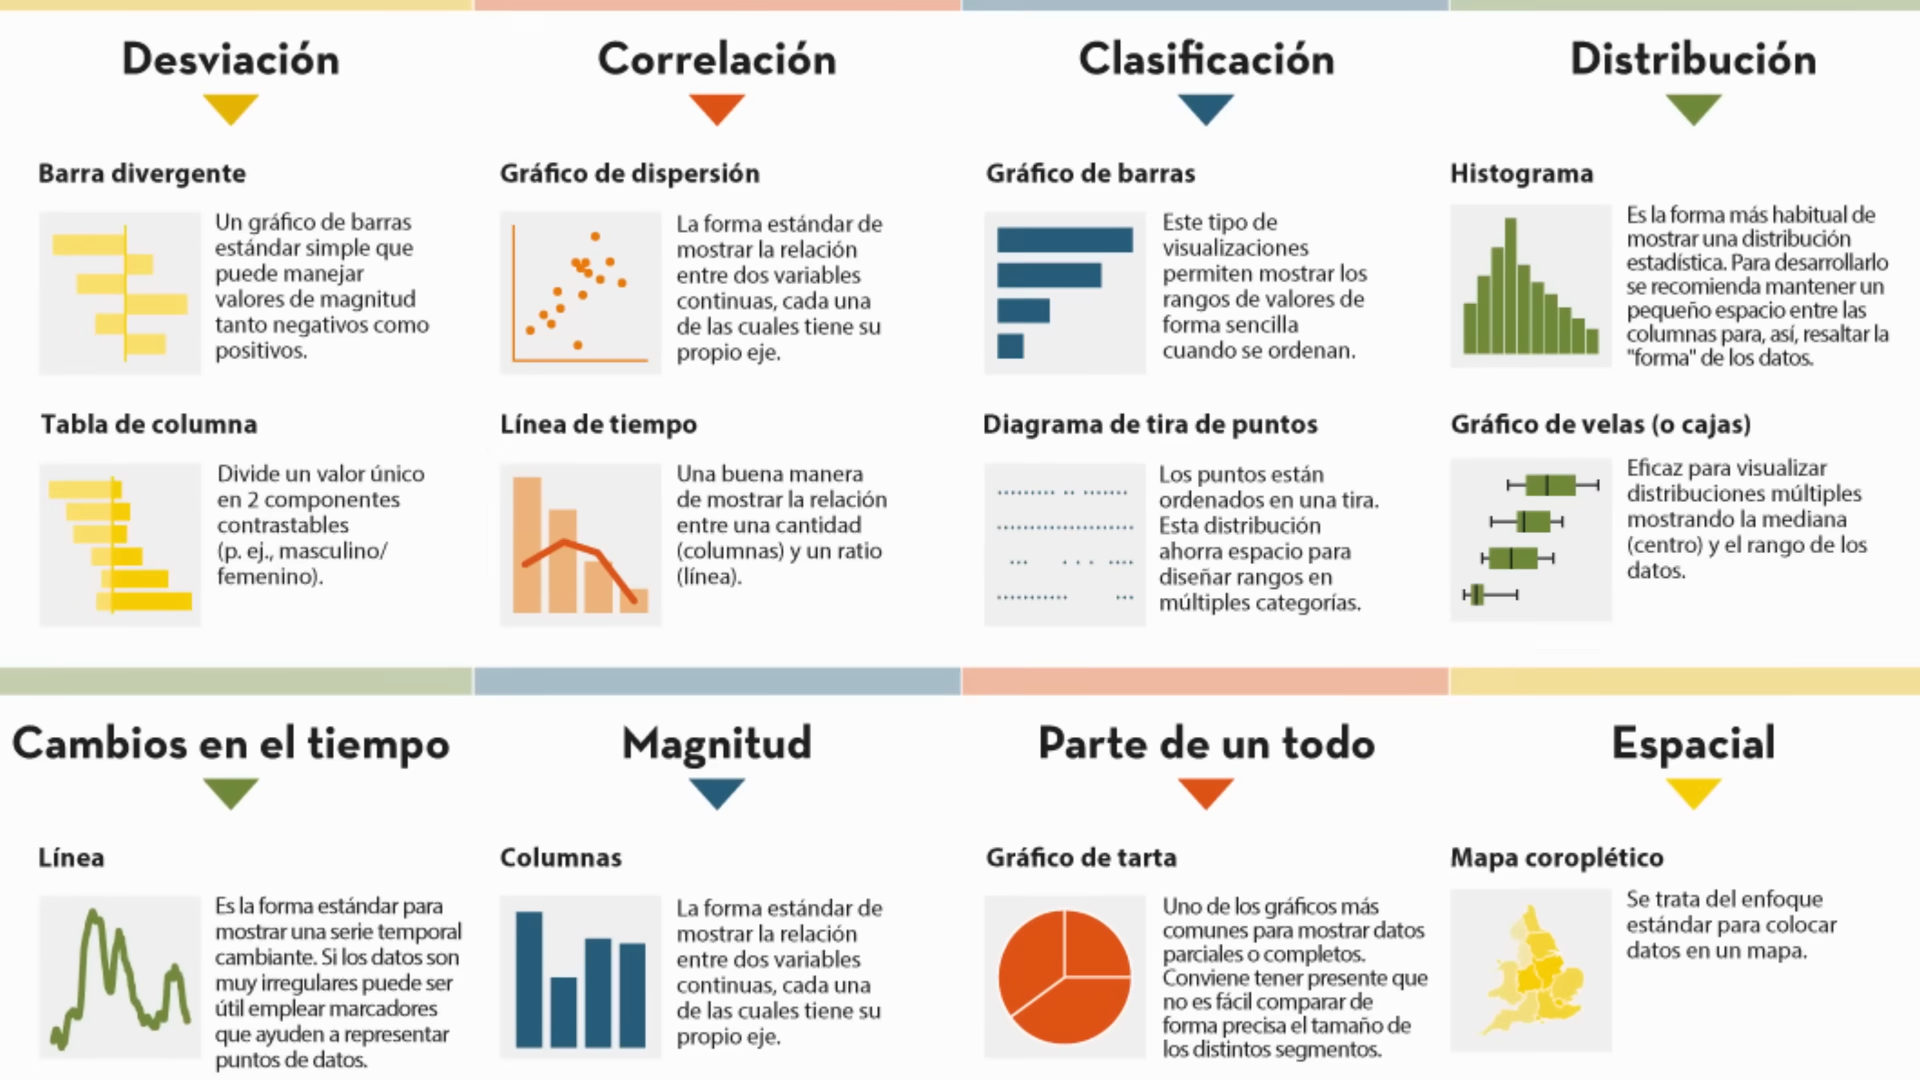 Desviación
Barra divergente
Un gráfico de barras
estándar simple que
puede manejar
valores de magnitud
tanto negativos como
positivos.
Tabla de columna
Divide un valor único
en 2 componentes
contrastables
(p. ej., masculino/
femenino).
Correlación
Gráfico de dispersión
La forma estándar de
mostrar la relación
entre dos variables
continuas, cada una
de las cuales tiene su
propio eje.
Línea de tiempo
Una buena manera
de mostrar la relación
entre una cantidad
(columnas) y un ratio
(línea).
Clasificación
Gráfico de barras
Este tipo de
visualizaciones
permiten mostrar los
rangos de valores de
forma sencilla
cuando se ordenan.
Diagrama de tira de puntos
Los puntos están
ordenados en una tira.
Esta distribución
ahorra espacio para
diseñar rangos en
múltiples categorías.
Distribución
Histograma
Es la forma más habitual de
mostrar una distribución
estadística. Para desarrollarlo
se recomienda mantener un
pequeño espacio entre las
columnas para, así, resaltar la
"forma" de los datos.
Gráfico de velas (o cajas)
Eficaz para visualizar
distribuciones múltiples
mostrando la mediana
(centro) y el rango de los
datos.
Cambios en el tiempo
Línea
Es la forma estándar para
mostrar una serie temporal
cambiante. Si los datos son
muy irregulares puede ser
útil emplear marcadores
que ayuden a representar
puntos de datos.
Magnitud
Columnas
La forma estándar de
mostrar la relación
entre dos variables
continuas, cada una
de las cuales tiene su
propio eje.
Parte de un todo
Gráfico de tarta
Uno de los gráficos más
comunes para mostrar datos
parciales o completos.
Conviene tener presente que
no es fácil comparar de
forma precisa el tamaño de
los distintos segmentos.
Espacial
Mapa coroplético
Se trata del enfoque
estándar para colocar
datos en un mapa.